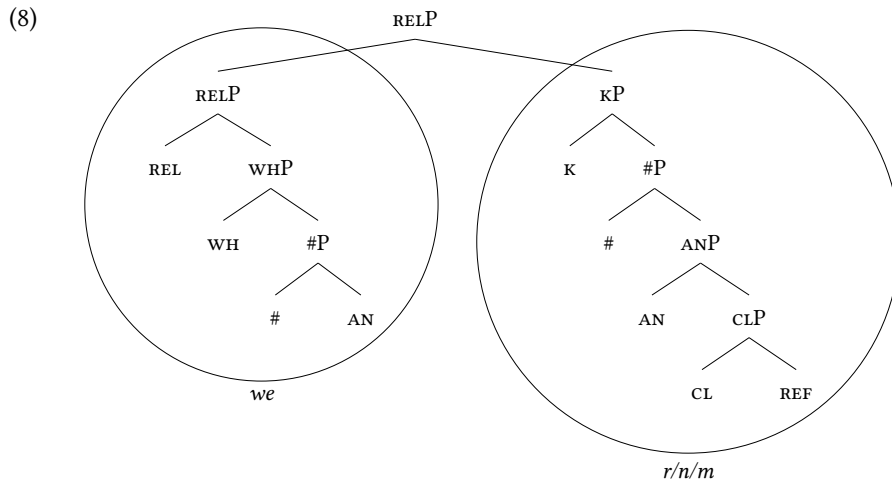 (8)
RELP
RELP KP
REL WHP K #P
WH #P # ANP
# AN AN CLP
we CL REF
r/n/m